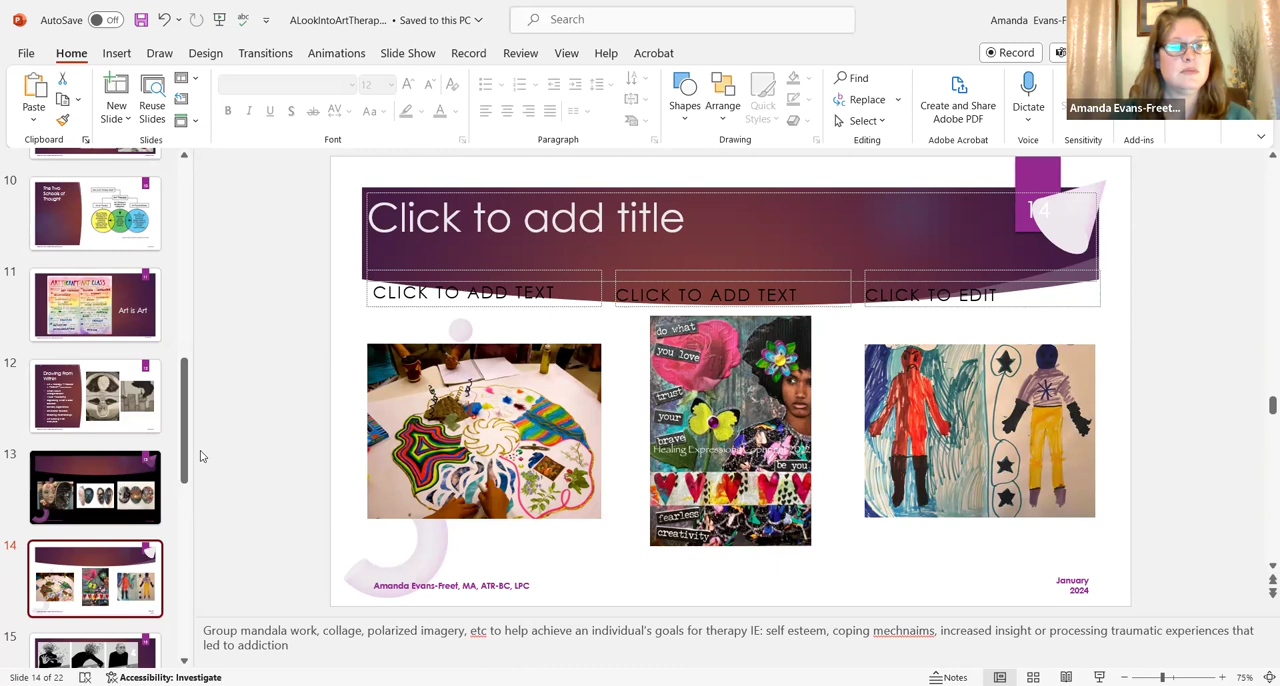 AutoSave
Off
ALookIntoArtTherap... • Saved to this PC
Search
Amanda Evans-F
File
Home
Insert
Draw
Design
Transitions
Animations
Slide Show
Record
Review
View
Help
Acrobat
Record
Amanda Evans-Freet...
Paste
New Slide
Reuse Slides
12
Find
Replace
Select
Shapes
Arrange
Quick Styles
Create and Share Adobe PDF
Dictate
Clipboard
Slides
Font
Paragraph
Drawing
Editing
Adobe Acrobat
Voice
Sensitivity
Add-ins
10
The Two Schools of Thought
11
Art is Art
12
Drawing From Within
13
14
15
Click to add title
14
CLICK TO ADD TEXT
CLICK TO ADD TEXT
CLICK TO EDIT
do what
you love
trust
your
brave
Healing Expressions
be you
fearless
creativity
Amanda Evans-Freet, MA, ATR-BC, LPC
January
2024
Group mandala work, collage, polarized imagery, etc to help achieve an individual's goals for therapy IE: self esteem, coping mechnaims, increased insight or processing traumatic experiences that
led to addiction
Slide 14 of 22
Accessibility: Investigate
Notes
75%